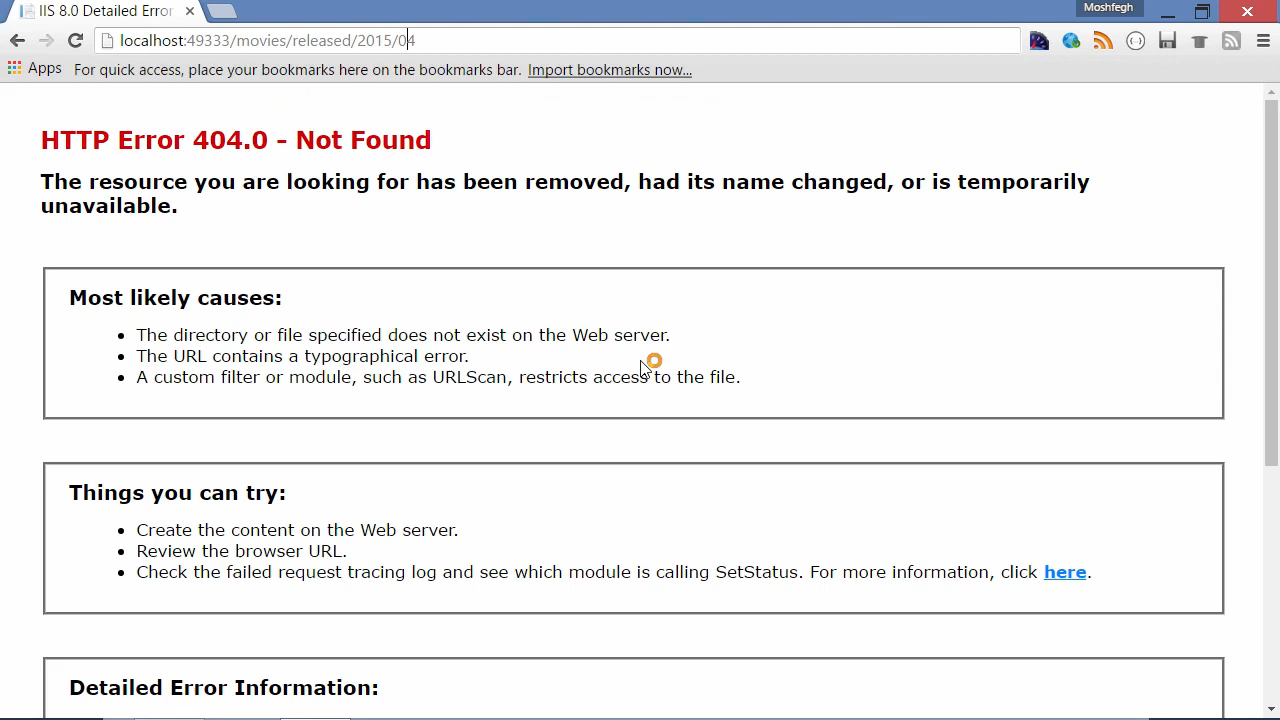 IIS 8.0 Detailed Error
Moshfegh
localhost:49333/movies/released/2015/04
Apps
For quick access, place your bookmarks here on the bookmarks bar. Import bookmarks now...
HTTP Error 404.0 - Not Found
The resource you are looking for has been removed, had its name changed, or is temporarily
unavailable.
Most likely causes:
• The directory or file specified does not exist on the Web server.
• The URL contains a typographical error.
• A custom filter or module, such as URLScan, restricts access to the file.
Things you can try:
• Create the content on the Web server.
• Review the browser URL.
• Check the failed request tracing log and see which module is calling SetStatus. For more information, click here.
Detailed Error Information: